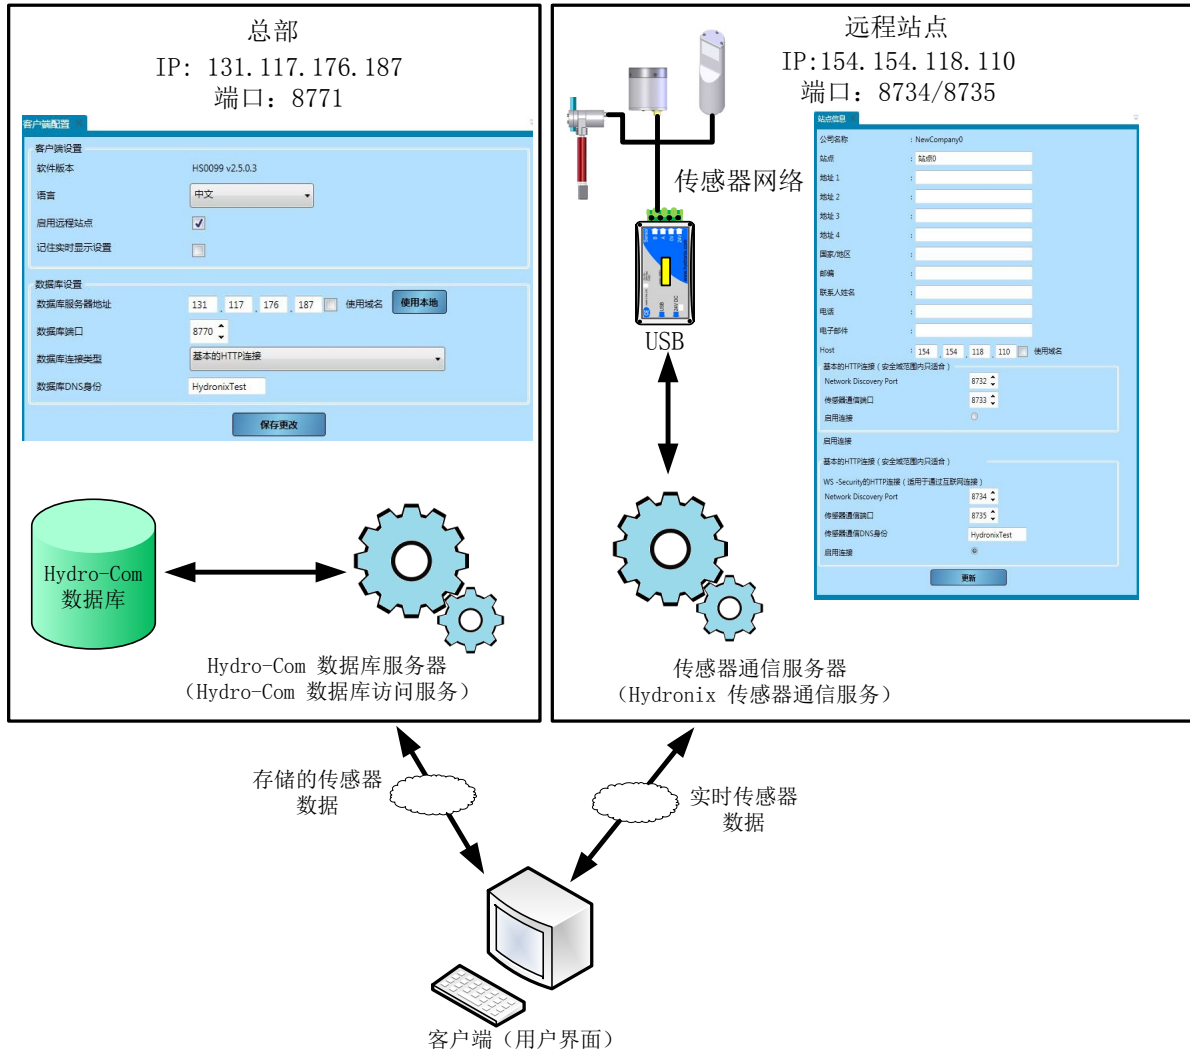 总部
IP: 131.117.176.187
端口: 8771
客户端配置
客户端设置
软件版本 HS0099 v2.5.0.3
语言 中文
启用远程站点
记住实时显示设置
数据库设置
数据库服务器地址 131 . 117 . 176 . 187 使用域名 使用本地
数据库端口 8770
数据库连接类型 基本的HTTP连接
数据库DNS身份 HydronixTest
保存更改
Hydro-Com
数据库
Hydro-Com 数据库服务器
（Hydro-Com 数据库访问服务）
远程站点
IP:154.154.118.110
端口: 8734/8735
传感器网络
USB
站点信息
公司名称 : NewCompany0
站点 : 站点0
地址 1 :
地址 2 :
地址 3 :
地址 4 :
国家/地区 :
邮编 :
联系人姓名 :
电话 :
电子邮件 :
Host : 154 . 154 . 118 . 110 使用域名
基本的HTTP连接（安全域范围内只适合）
Network Discovery Port 8732
传感器通信端口 8733
启用连接
启用连接
基本的HTTP连接（安全域范围内只适合）
WS -Security的HTTP连接（适用于通过互联网连接）
Network Discovery Port 8734
传感器通信端口 8735
传感器通信DNS身份 HydronixTest
启用连接
更新
传感器通信服务器
（Hydronix 传感器通信服务）
存储的传感器
数据
实时传感器
数据
客户端（用户界面）